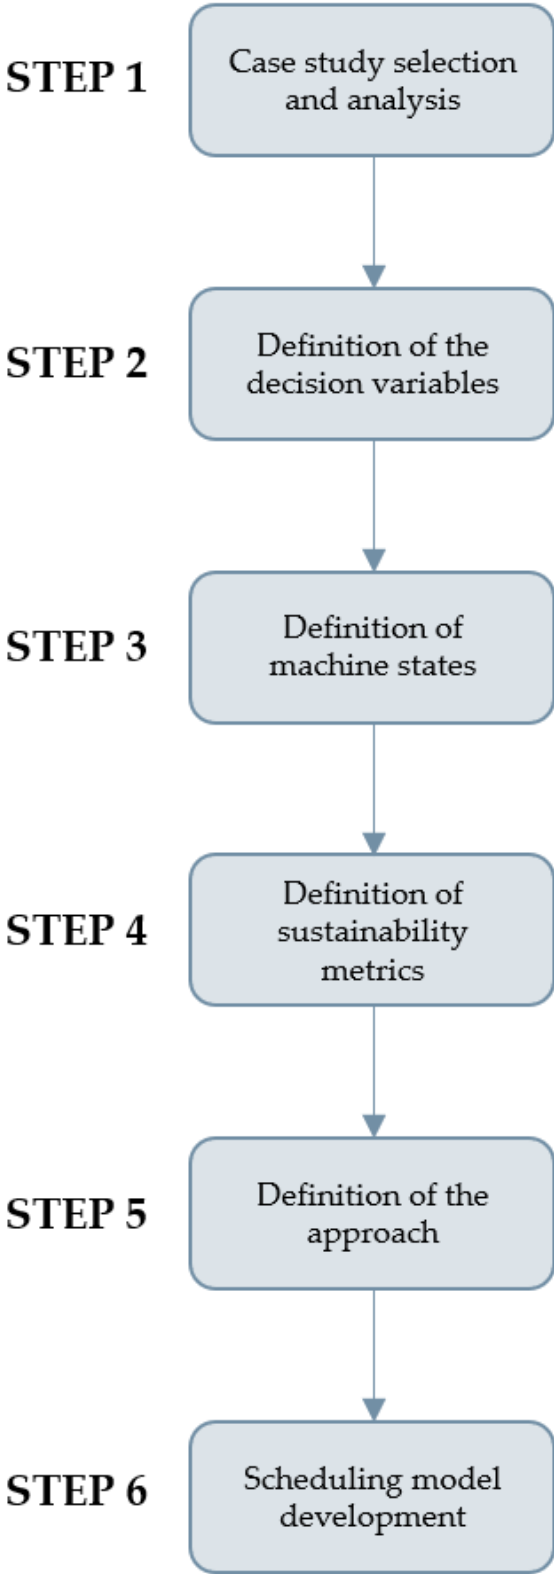 STEP 1
Case study selection
and analysis
STEP 2
Definition of the
decision variables
STEP 3
Definition of
machine states
STEP 4
Definition of
sustainability
metrics
STEP 5
Definition of the
approach
STEP 6
Scheduling model
development